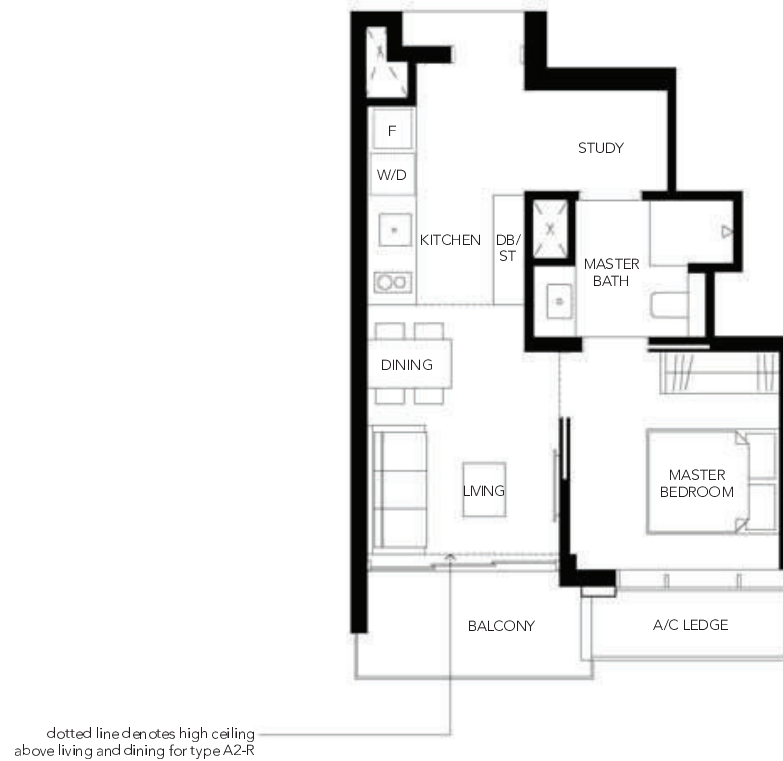 F
STUDY
W/D
KITCHEN
DB/
ST
MASTER
BATH
DINING
LIVING
MASTER
BEDROOM
BALCONY
A/C LEDGE
dotted line denotes high ceiling
above living and dining for type A2-R